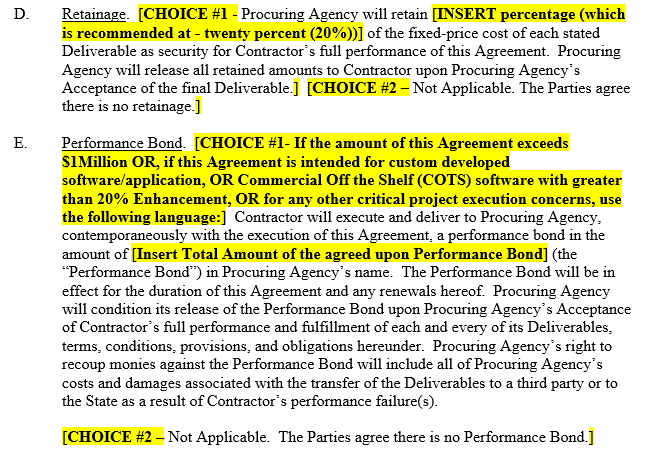 D. Retainage. [CHOICE #1 - Procuring Agency will retain [INSERT percentage (which
is recommended at - twenty percent (20%))] of the fixed-price cost of each stated
Deliverable as security for Contractor's full performance of this Agreement. Procuring
Agency will release all retained amounts to Contractor upon Procuring Agency's
Acceptance of the final Deliverable.] [CHOICE #2 – Not Applicable. The Parties agree
there is no retainage.]
E. Performance Bond. [CHOICE #1- If the amount of this Agreement exceeds
$1Million OR, if this Agreement is intended for custom developed
software/application, OR Commercial Off the Shelf (COTS) software with greater
than 20% Enhancement, OR for any other critical project execution concerns, use
the following language:] Contractor will execute and deliver to Procuring Agency,
contemporaneously with the execution of this Agreement, a performance bond in the
amount of [Insert Total Amount of the agreed upon Performance Bond] (the
“Performance Bond”) in Procuring Agency's name. The Performance Bond will be in
effect for the duration of this Agreement and any renewals hereof. Procuring Agency
will condition its release of the Performance Bond upon Procuring Agency's Acceptance
of Contractor's full performance and fulfillment of each and every of its Deliverables,
terms, conditions, provisions, and obligations hereunder. Procuring Agency's right to
recoup monies against the Performance Bond will include all of Procuring Agency's
costs and damages associated with the transfer of the Deliverables to a third party or to
the State as a result of Contractor's performance failure(s).
[CHOICE #2 – Not Applicable. The Parties agree there is no Performance Bond.]